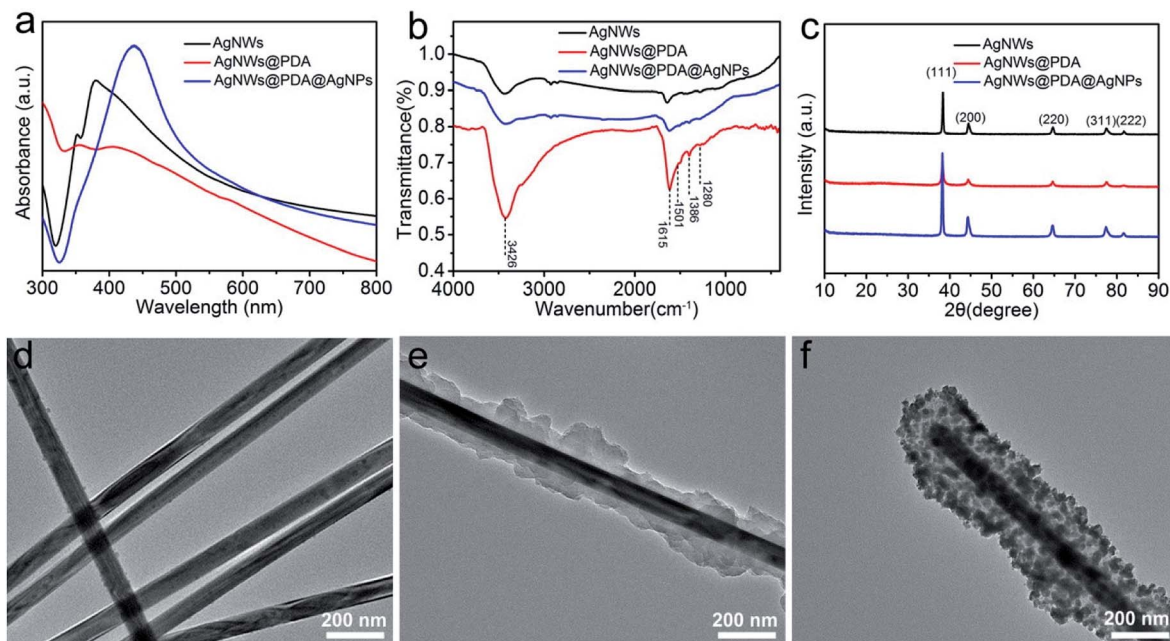 a
AgNWs
AgNWs@PDA
AgNWs@PDA@AgNPs
Absorbance (a.u.)
300 400 500 600 700 800
Wavelength (nm)
b
AgNWs
AgNWs@PDA
AgNWs@PDA@AgNPs
Transmittance(%)
1.0
0.9
0.8
0.7
0.6
0.5
0.4
3426
1615
1501
1386
1280
4000 3000 2000 1000
Wavenumber(cm⁻¹)
c
AgNWs
AgNWs@PDA
AgNWs@PDA@AgNPs
Intensity (a.u.)
(111)
(200)
(220)
(311)(222)
10 20 30 40 50 60 70 80 90
2θ(degree)
d
200 nm
e
200 nm
f
200 nm